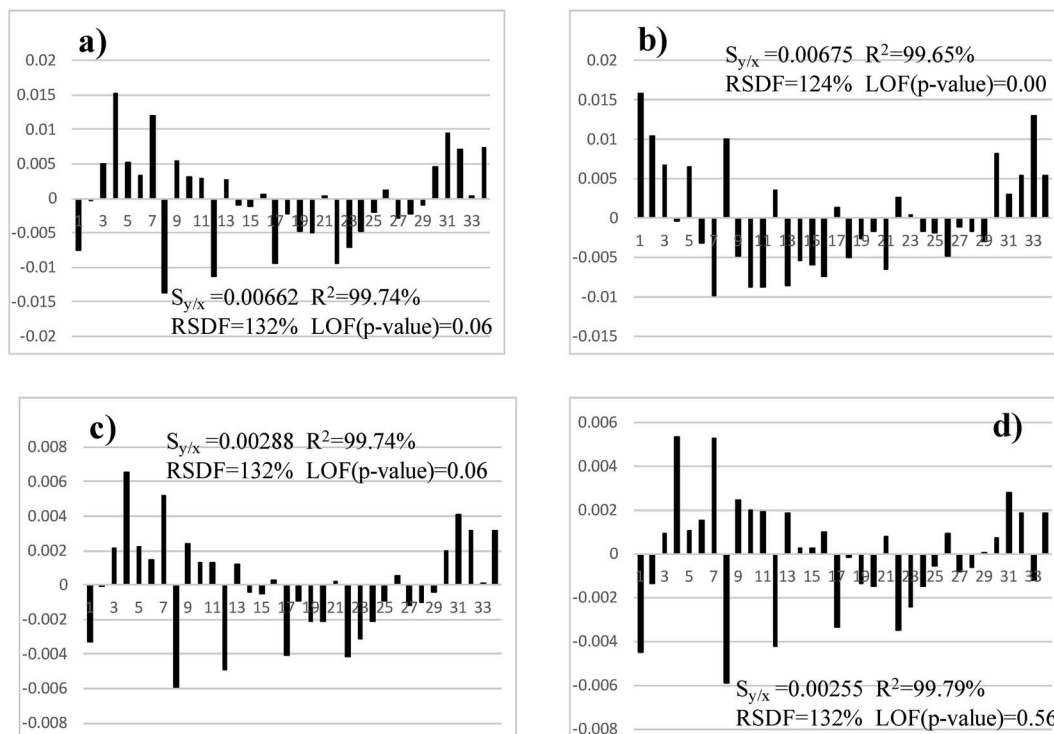 a)
0.02
0.015
0.01
0.005
0
-0.005
-0.01
-0.015
-0.02
1 3 5 7 9 11 13 15 17 19 21 23 25 27 29 31 33
S_y/x =0.00662 R²=99.74%
RSDF=132% LOF(p-value)=0.06
b)
S_y/x =0.00675 R²=99.65%
RSDF=124% LOF(p-value)=0.00
0.02
0.015
0.01
0.005
0
-0.005
-0.01
-0.015
1 3 5 7 9 11 13 15 17 19 21 23 25 27 29 31 33
c)
S_y/x =0.00288 R²=99.74%
RSDF=132% LOF(p-value)=0.06
0.008
0.006
0.004
0.002
0
-0.002
-0.004
-0.006
-0.008
1 3 5 7 9 11 13 15 17 19 21 23 25 27 29 31 33
d)
0.006
0.004
0.002
0
-0.002
-0.004
-0.006
-0.008
1 3 5 7 9 11 13 15 17 19 21 23 25 27 29 31 33
S_y/x =0.00255 R²=99.79%
RSDF=132% LOF(p-value)=0.56